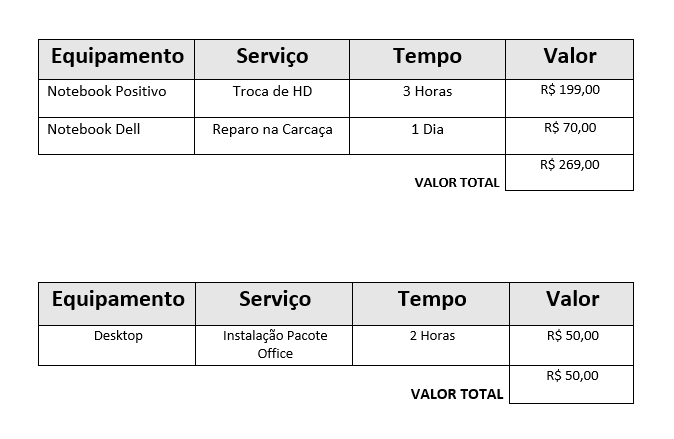 Equipamento Serviço Tempo Valor
Notebook Positivo Troca de HD 3 Horas R$ 199,00
Notebook Dell Reparo na Carcaça 1 Dia R$ 70,00
VALOR TOTAL R$ 269,00
Equipamento Serviço Tempo Valor
Desktop Instalação Pacote Office 2 Horas R$ 50,00
VALOR TOTAL R$ 50,00